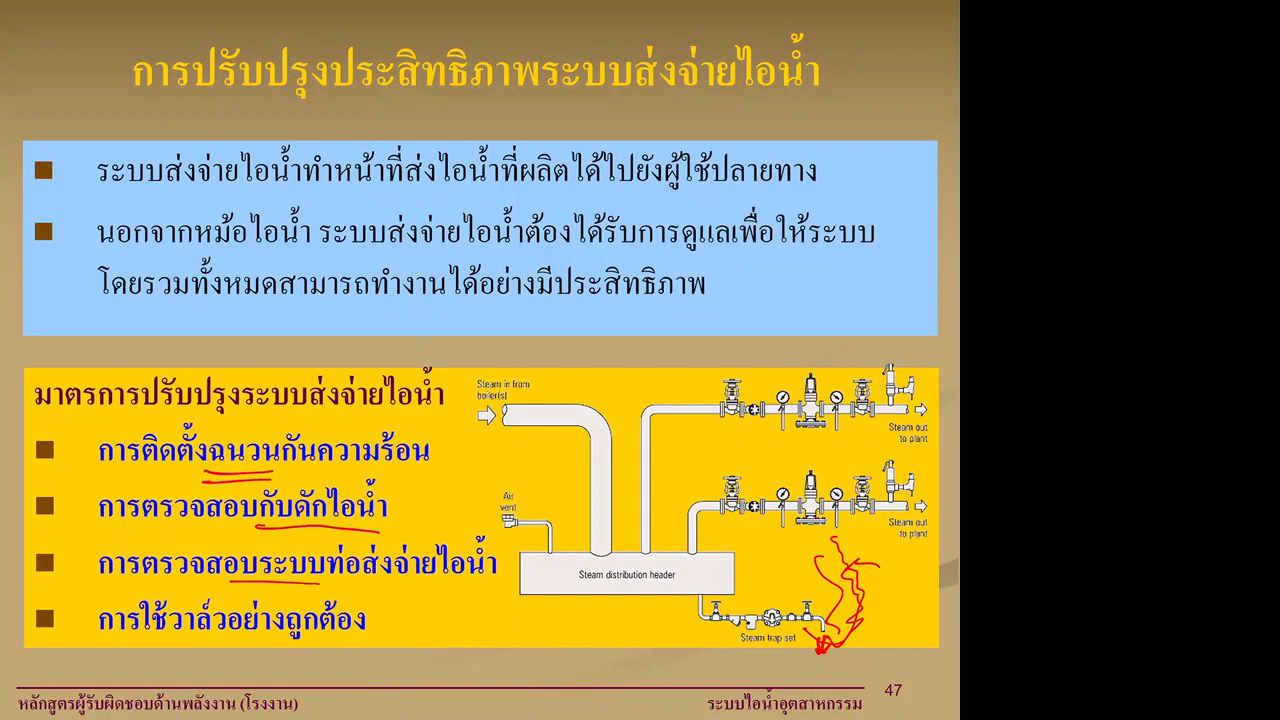 การปรับปรุงประสิทธิภาพระบบส่งจ่ายไอน้ำ
ระบบส่งจ่ายไอน้ำทำหน้าที่ส่งไอน้ำที่ผลิตได้ไปยังผู้ใช้ปลายทาง
นอกจากหม้อไอน้ำ ระบบส่งจ่ายไอน้ำต้องได้รับการดูแลเพื่อให้ระบบ
โดยรวมทั้งหมดสามารถทำงานได้อย่างมีประสิทธิภาพ
มาตรการปรับปรุงระบบส่งจ่ายไอน้ำ
การติดตั้งฉนวนกันความร้อน
การตรวจสอบกับดักไอน้ำ
การตรวจสอบระบบท่อส่งจ่ายไอน้ำ
การใช้วาล์วอย่างถูกต้อง
Steam in from
boiler(s)
Steam out
to plant
Air
vent
Steam out
to plant
Steam distribution header
Steam trap set
47
หลักสูตรผู้รับผิดชอบด้านพลังงาน (โรงงาน)
ระบบไอน้ำอุตสาหกรรม